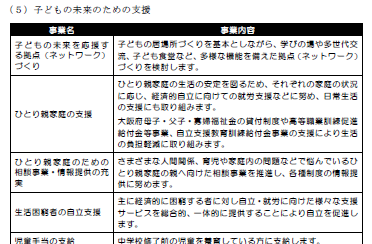 （５）子どもの未来のための支援
事業名
事業内容
子どもの未来を応援する拠点（ネットワーク）づくり
子どもの居場所づくりを基本としながら、学びの場や多世代交流、子ども食堂など、多様な機能を備えた拠点（ネットワーク）づくりを検討します。
ひとり親家庭の支援
ひとり親家庭の生活の安定を図るため、それぞれの家庭の状況に応じ、経済的自立に向けての就労支援などに努め、日常生活の支援にも取り組みます。
大阪府母子・父子・寡婦福祉金の貸付制度や高等職業訓練促進給付金等事業、自立支援教育訓練給付金事業の支援により生活の負担軽減に取り組みます。
ひとり親家庭のための相談事業・情報提供の充実
さまざまな人間関係、育児や家庭内の問題などで悩んでいるひとり親家庭の親へ向けた相談事業を推進し、各種制度の情報提供に努めます。
生活困窮者の自立支援
主に経済的に困窮する者に対し自立・就労に向けた様々な支援サービスを総合的、一体的に提供することにより自立を促進します。
児童手当の給
中学校修了前の児童を養育している方に支給します。